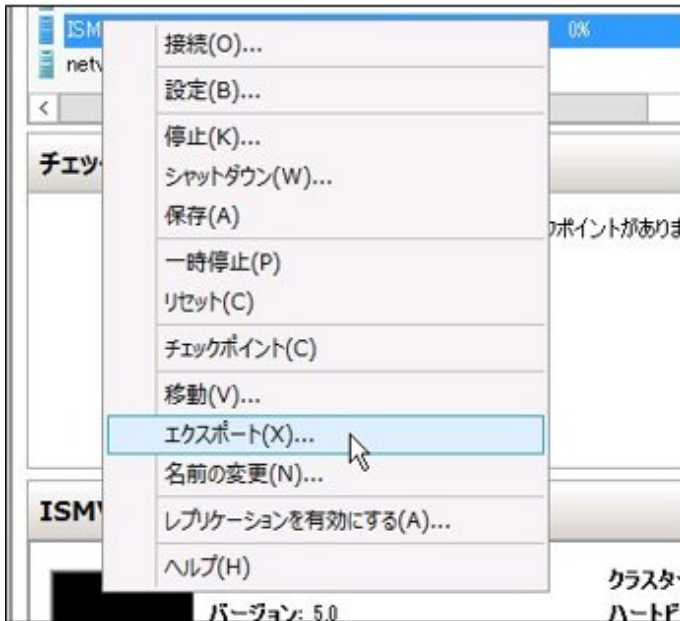 ISM
0%
netw
接続(O)...
設定(B)...
停止(K)...
シャットダウン(W)...
保存(A)
一時停止(P)
リセット(C)
チェックポイント(C)
移動(V)...
エクスポート(X)...
名前の変更(N)...
レプリケーションを有効にする(A)...
ヘルプ(H)
チェッ
クポイントがありま
ISM
クラスター
バージョン: 5.0
ハートビ